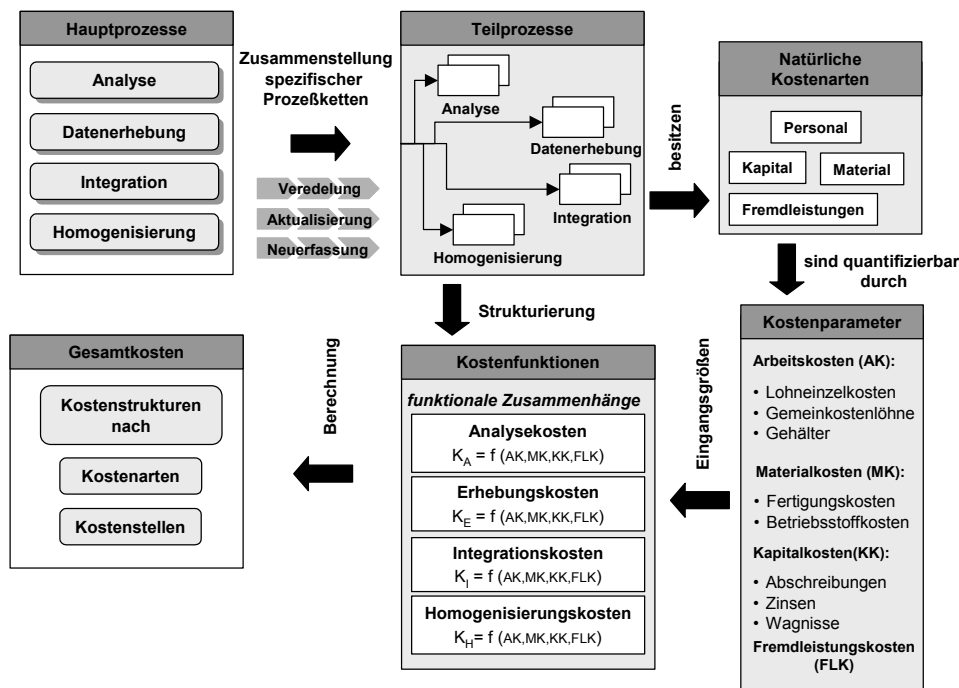 Hauptprozesse
Analyse
Datenerhebung
Integration
Homogenisierung
Zusammenstellung
spezifischer
Prozeßketten
Veredelung
Aktualisierung
Neuerfassung
Teilprozesse
Analyse
Datenerhebung
Integration
Homogenisierung
besitzen
Natürliche
Kostenarten
Personal
Kapital
Material
Fremdleistungen
sind quantifizierbar
durch
Kostenparameter
Arbeitskosten (AK):
• Lohneinzelkosten
• Gemeinkostenlöhne
• Gehälter
Materialkosten (MK):
• Fertigungskosten
• Betriebsstoffkosten
Kapitalkosten(KK):
• Abschreibungen
• Zinsen
• Wagnisse
Fremdleistungskosten
(FLK)
Eingangsgrößen
Strukturierung
Kostenfunktionen
funktionale Zusammenhänge
Analysekosten
K_A = f (AK,MK,KK,FLK)
Erhebungskosten
K_E = f (AK,MK,KK,FLK)
Integrationskosten
K_I = f (AK,MK,KK,FLK)
Homogenisierungskosten
K_H= f (AK,MK,KK,FLK)
Berechnung
Gesamtkosten
Kostenstrukturen
nach
Kostenarten
Kostenstellen